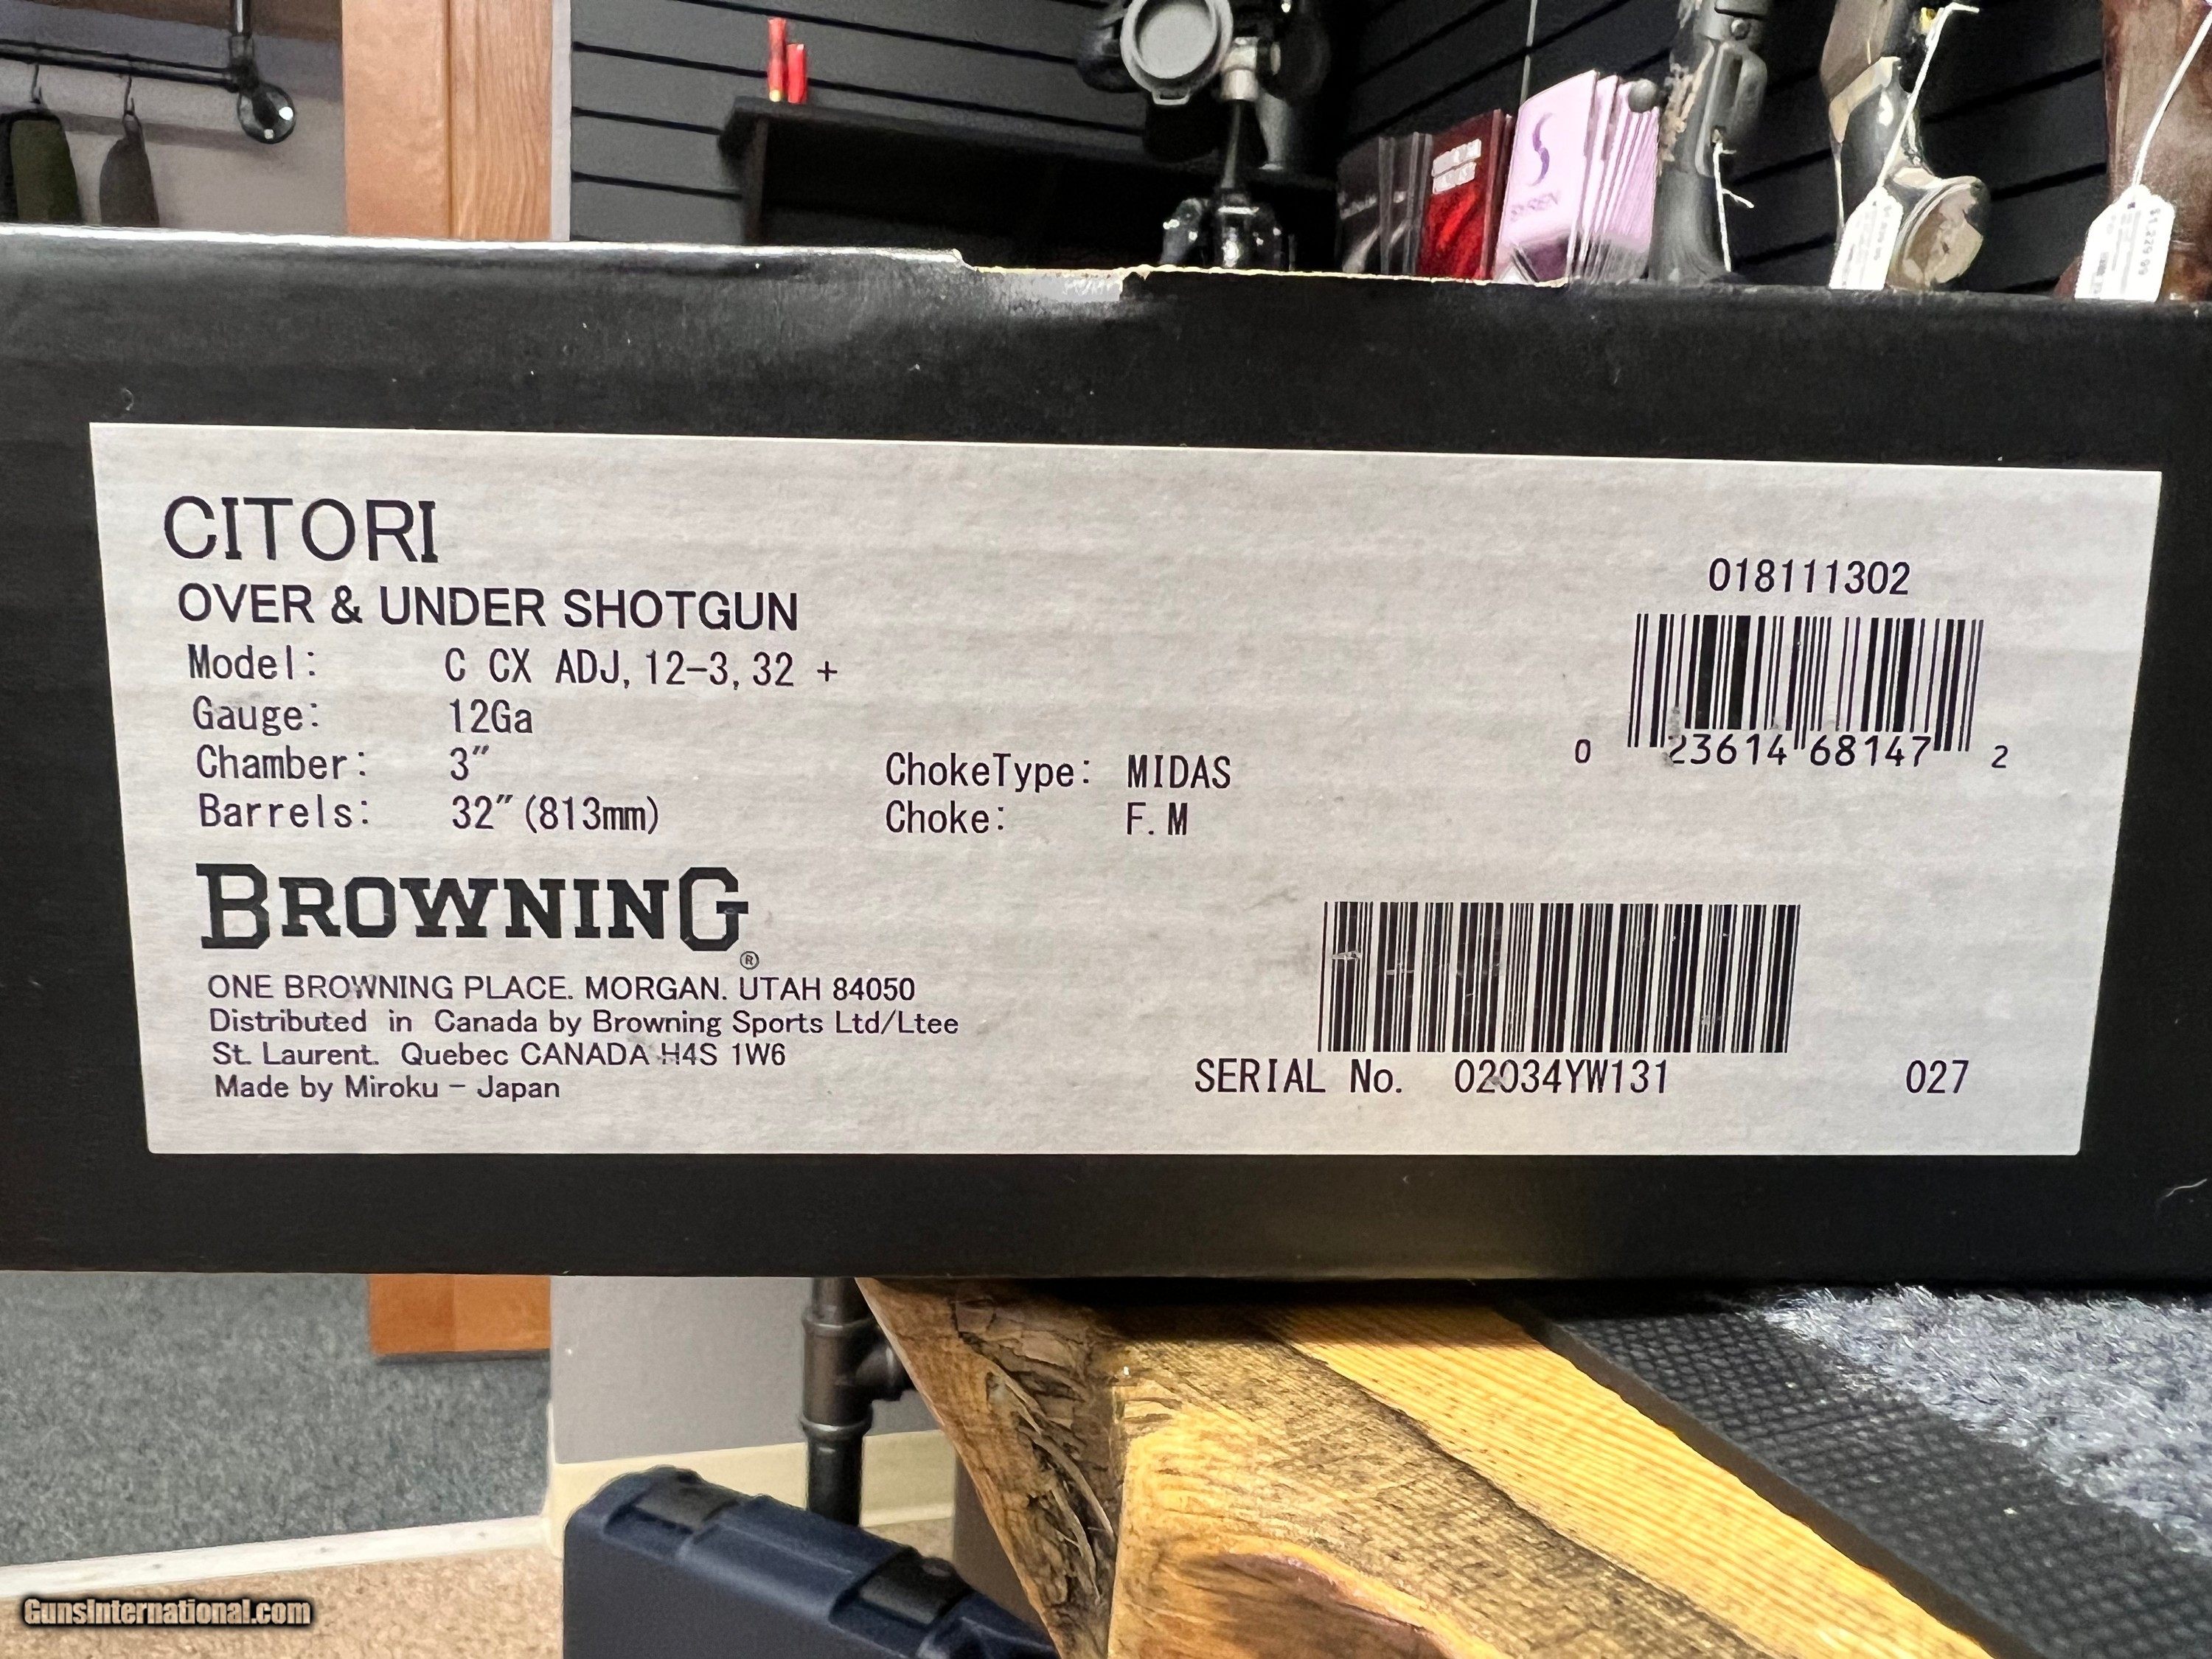 SYREN
CITORI
OVER & UNDER SHOTGUN
Model: C CX ADJ, 12-3, 32 +
Gauge: 12Ga
Chamber: 3″
Barrels: 32″(813mm)
ChokeType: MIDAS
Choke: F. M
018111302
0 23614 68147 2
BROWNING®
ONE BROWNING PLACE. MORGAN. UTAH 84050
Distributed in Canada by Browning Sports Ltd/Ltee
St. Laurent. Quebec CANADA H4S 1W6
Made by Miroku - Japan
SERIAL No. 02034YW131
027
GunsInternational.com